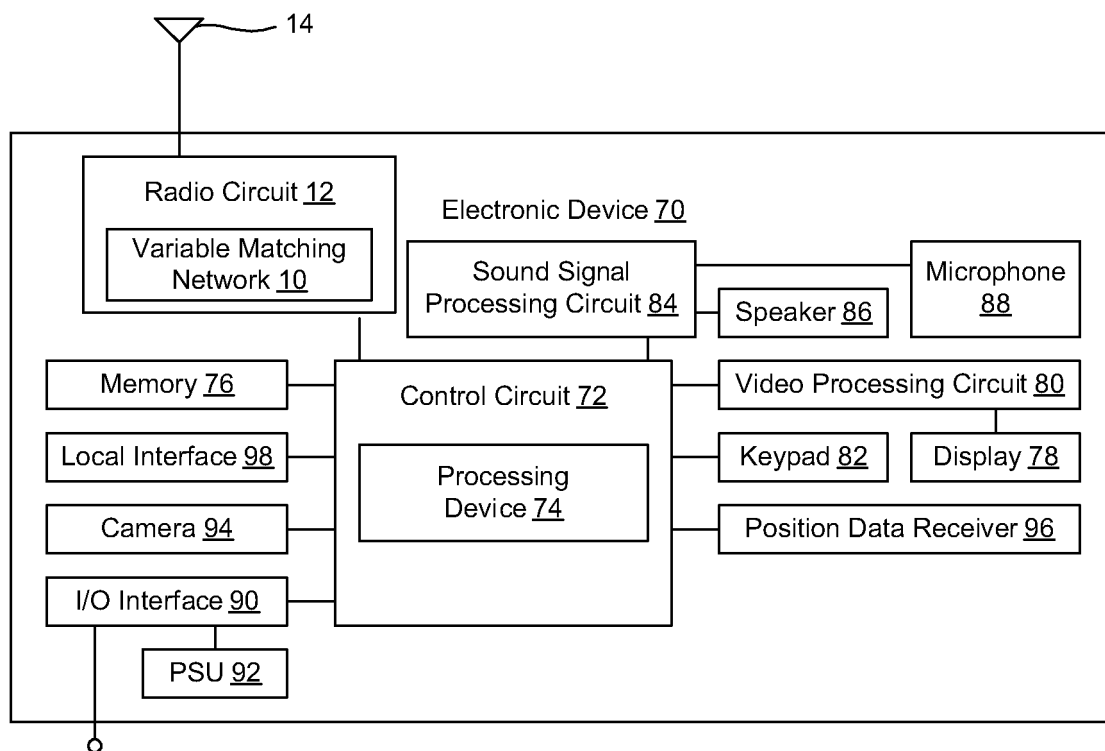 14
Radio Circuit 12
Variable Matching
Network 10
Electronic Device 70
Sound Signal
Processing Circuit 84
Microphone
88
Speaker 86
Memory 76
Control Circuit 72
Video Processing Circuit 80
Local Interface 98
Processing
Device 74
Keypad 82
Display 78
Camera 94
Position Data Receiver 96
I/O Interface 90
PSU 92